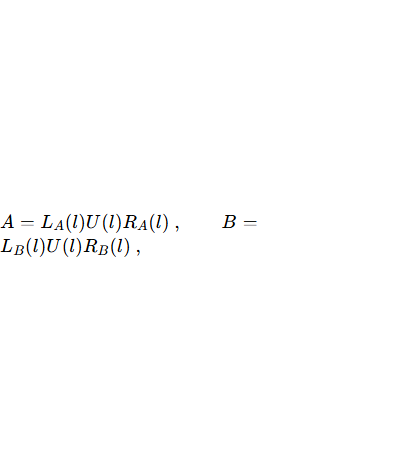 A = L_A(l)U(l)R_A(l) ,   B =
L_B(l)U(l)R_B(l) ,